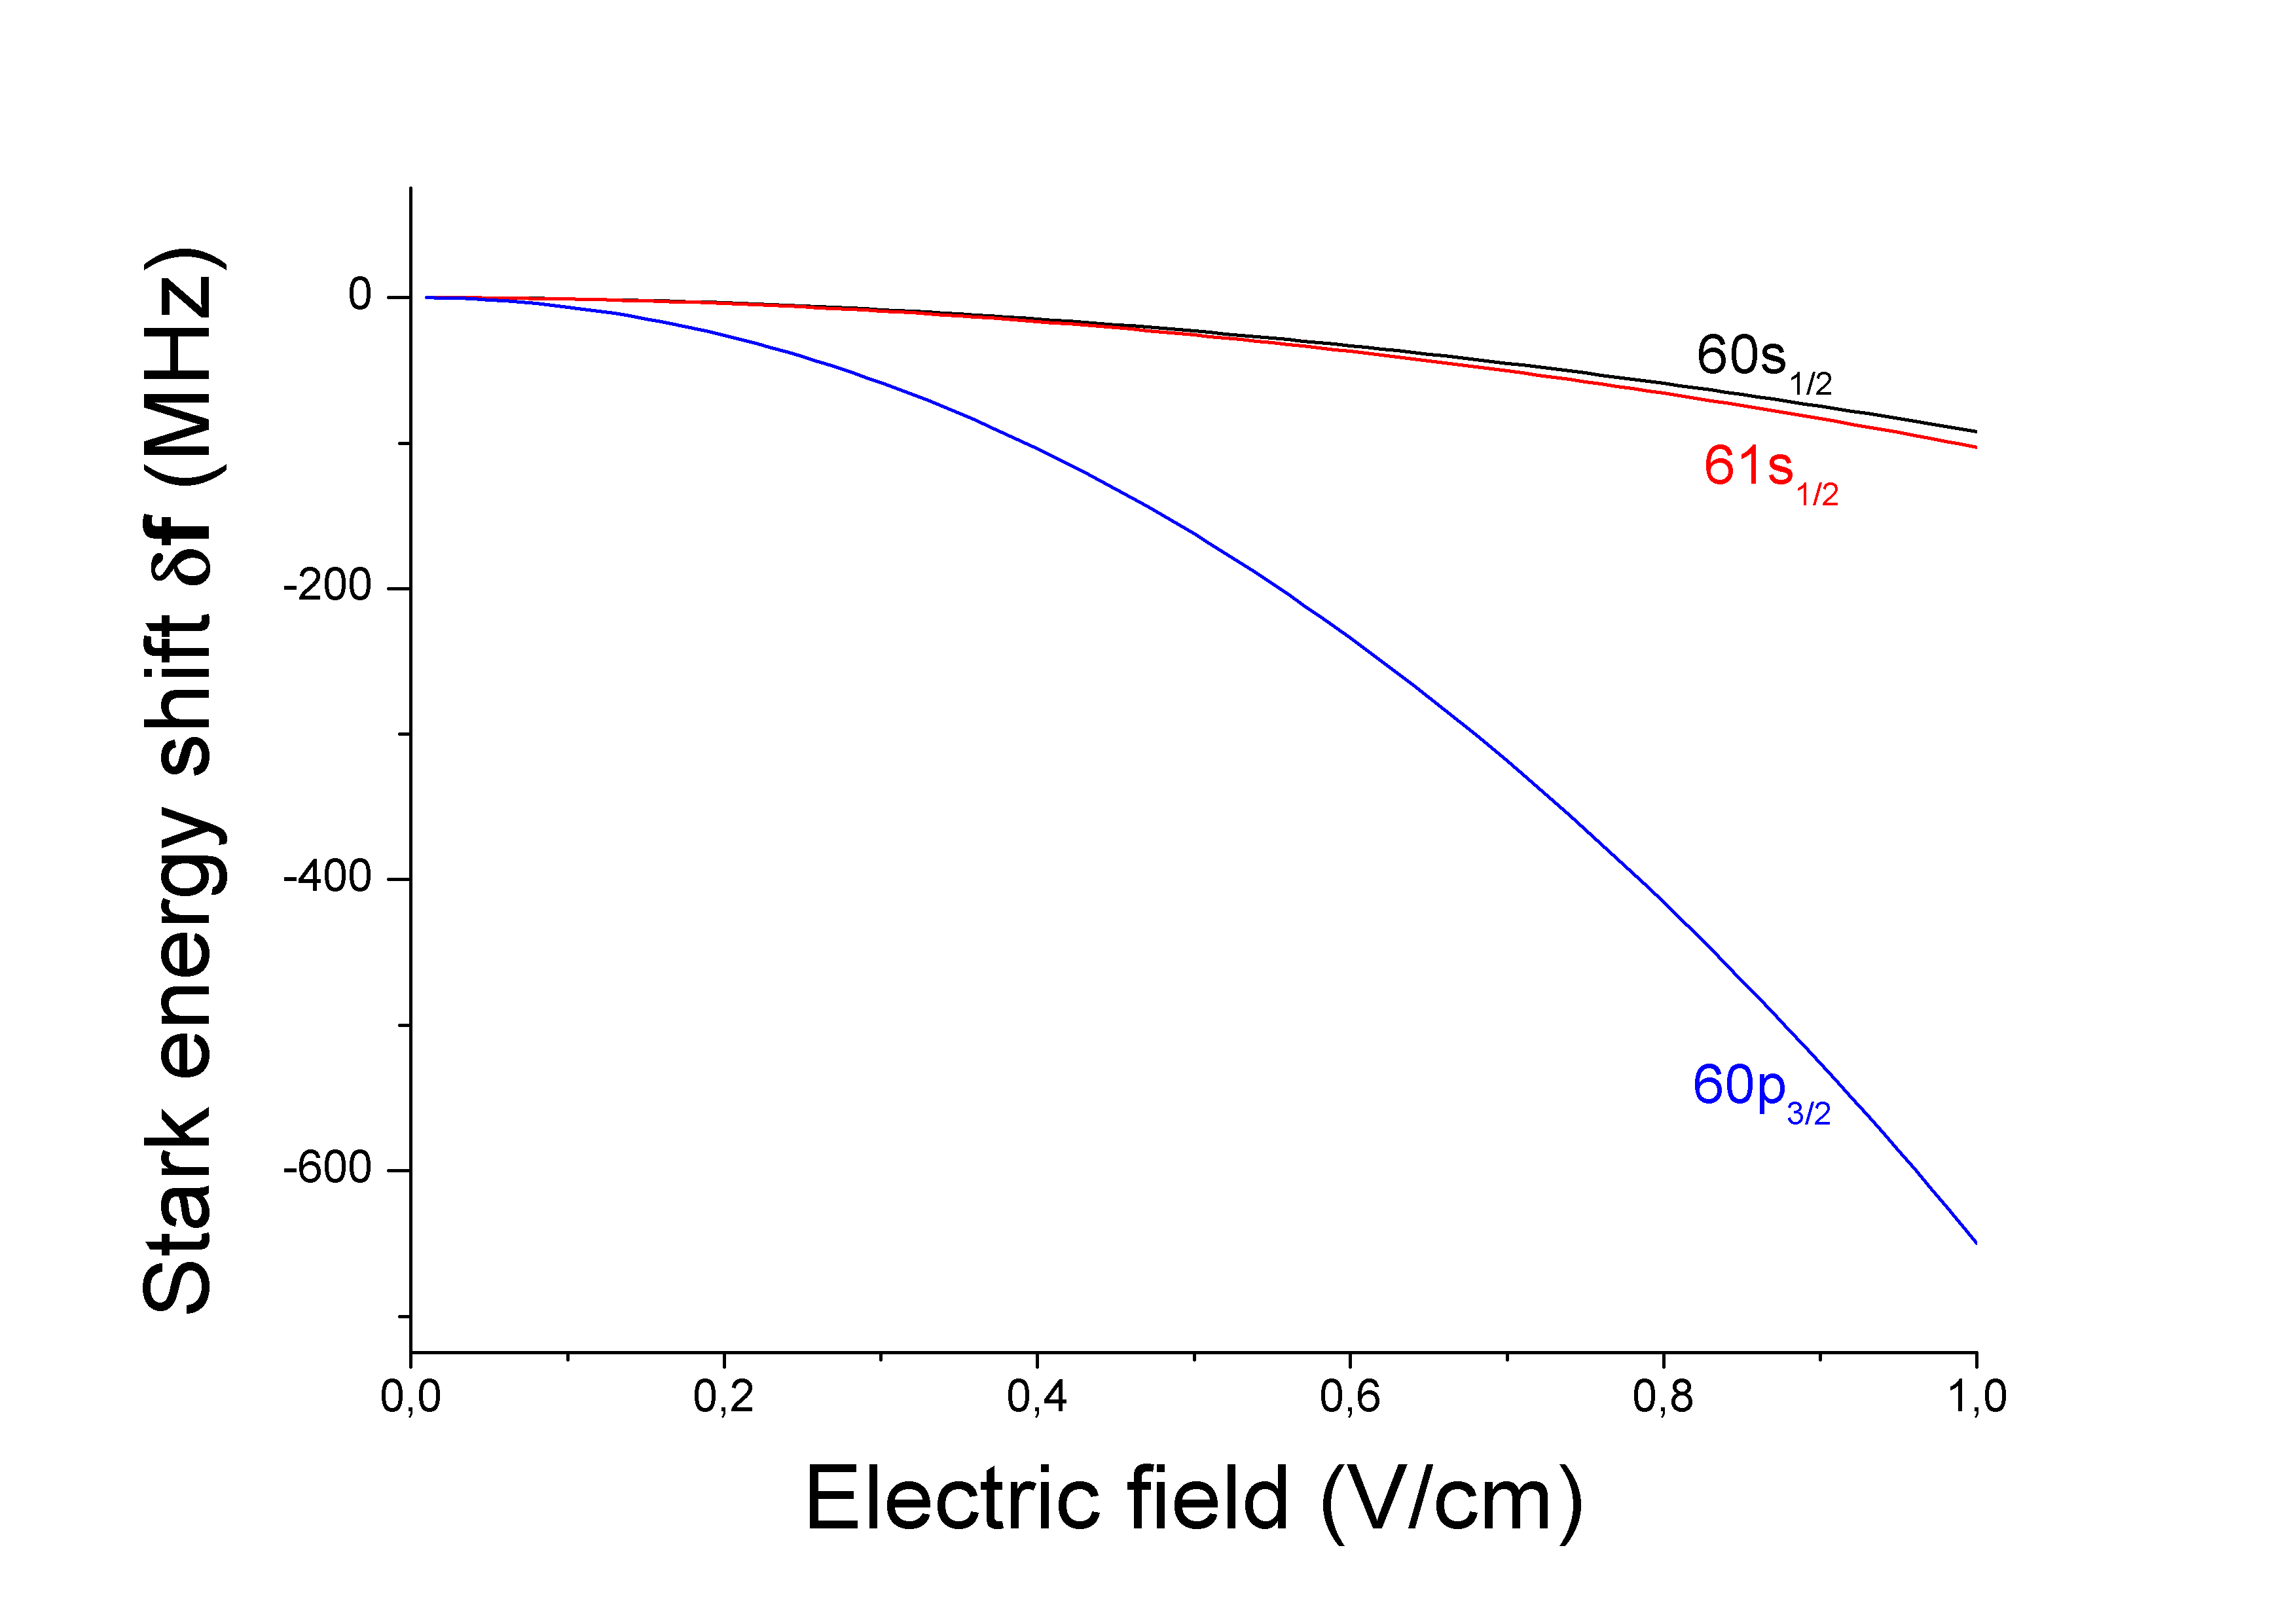 Stark energy shift δf (MHz)
0
-200
-400
-600
60s1/2
61s1/2
60p3/2
0,0 0,2 0,4 0,6 0,8 1,0
Electric field (V/cm)